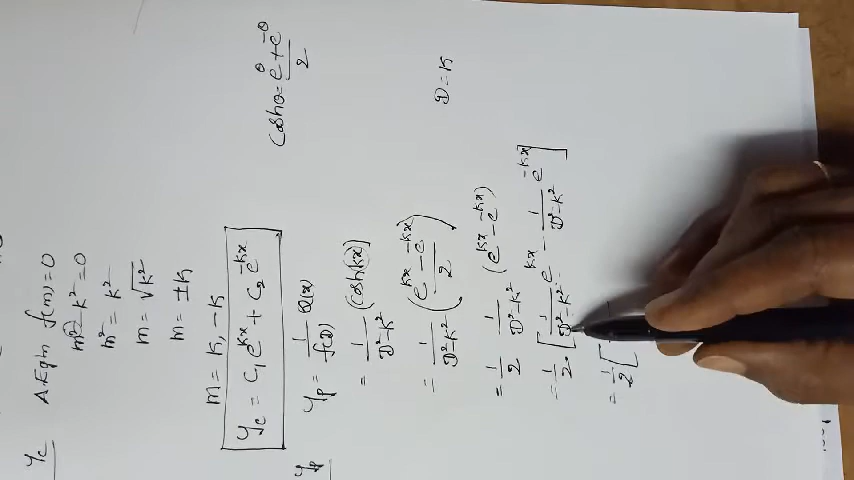 y_c
A.Eqtn f(m)=0
m²-k²=0
m² = k²
m = √k²
m = ±k
m = k, -k
y_c = C₁e^{kx} + C₂e^{-kx}
y_p
y_p = 1/f(D) Q(x)
= 1/(D²-k²) (cosh(kx))
coshθ = (e^θ + e^{-θ})/2
= 1/(D²-k²) ((e^{kx} - e^{-kx})/2)
= 1/2 1/(D²-k²) (e^{kx} - e^{-kx})
D = k
= 1/2 · [1/(D²-k²) e^{kx} - 1/(D²-k²) e^{-kx}]
= 1/2 [